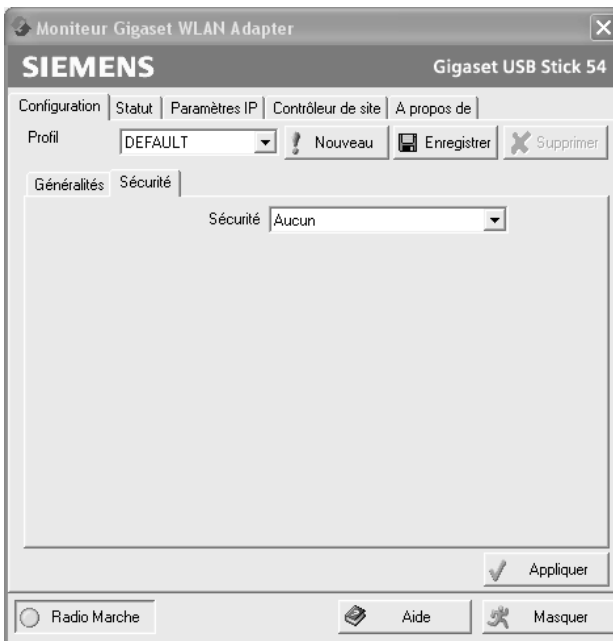 Moniteur Gigaset WLAN Adapter
SIEMENS Gigaset USB Stick 54
Configuration Statut Paramètres IP Contrôleur de site A propos de
Profil DEFAULT Nouveau Enregistrer Supprimer
Généralités Sécurité
Sécurité Aucun
Appliquer
Radio Marche Aide Masquer